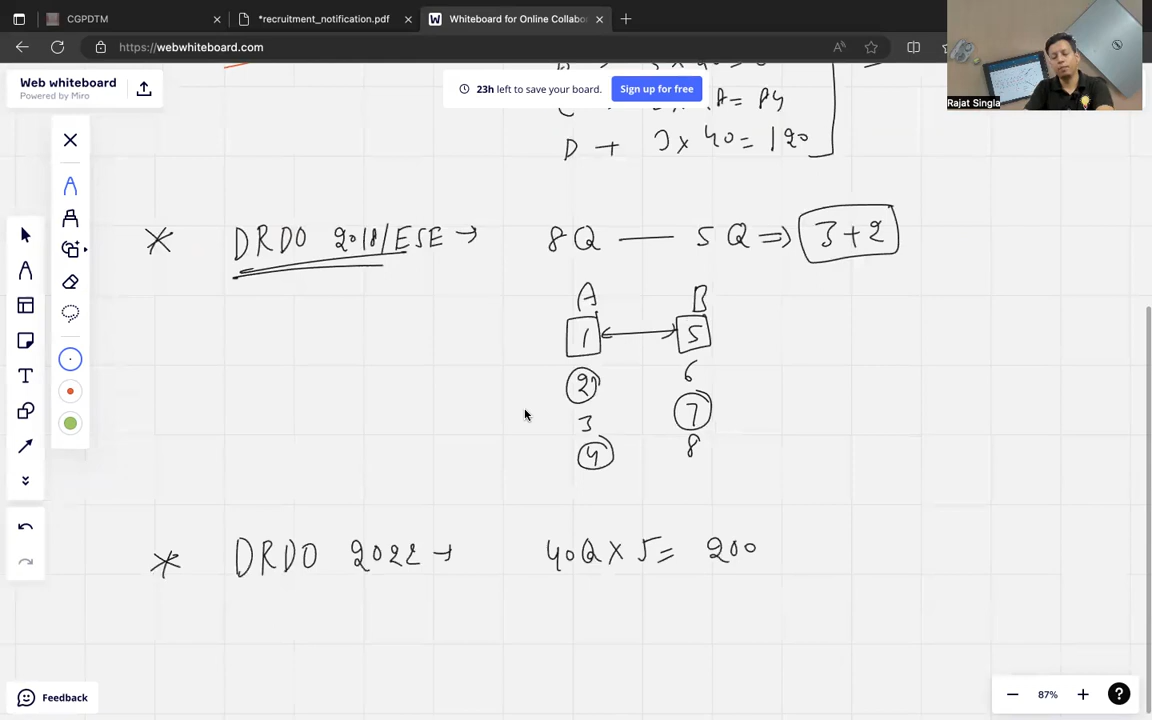 CGPDTM
*recruitment_notification.pdf
Whiteboard for Online Collabo
https://webwhiteboard.com
Web whiteboard
Powered by Miro
23h left to save your board.
Sign up for free
Rajat Singla
D → 3 x 40 = 120
* DRDO 2018/ESE → 8Q — 5Q ⇒ 3+2
A B
1 5
2 6
3 7
4 8
* DRDO 2022 → 40Q x 5 = 200
Feedback
87%